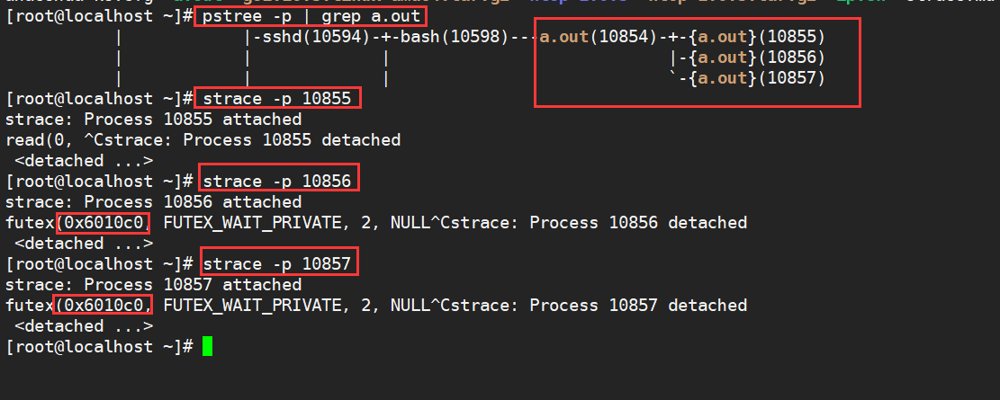 [root@localhost ~]# pstree -p | grep a.out
| |-sshd(10594)-+-bash(10598)---a.out(10854)-+-{a.out}(10855)
| | | |-{a.out}(10856)
| | | `-{a.out}(10857)
[root@localhost ~]# strace -p 10855
strace: Process 10855 attached
read(0, ^Cstrace: Process 10855 detached
 <detached ...>
[root@localhost ~]# strace -p 10856
strace: Process 10856 attached
futex(0x6010c0, FUTEX_WAIT_PRIVATE, 2, NULL^Cstrace: Process 10856 detached
 <detached ...>
[root@localhost ~]# strace -p 10857
strace: Process 10857 attached
futex(0x6010c0, FUTEX_WAIT_PRIVATE, 2, NULL^Cstrace: Process 10857 detached
 <detached ...>
[root@localhost ~]#